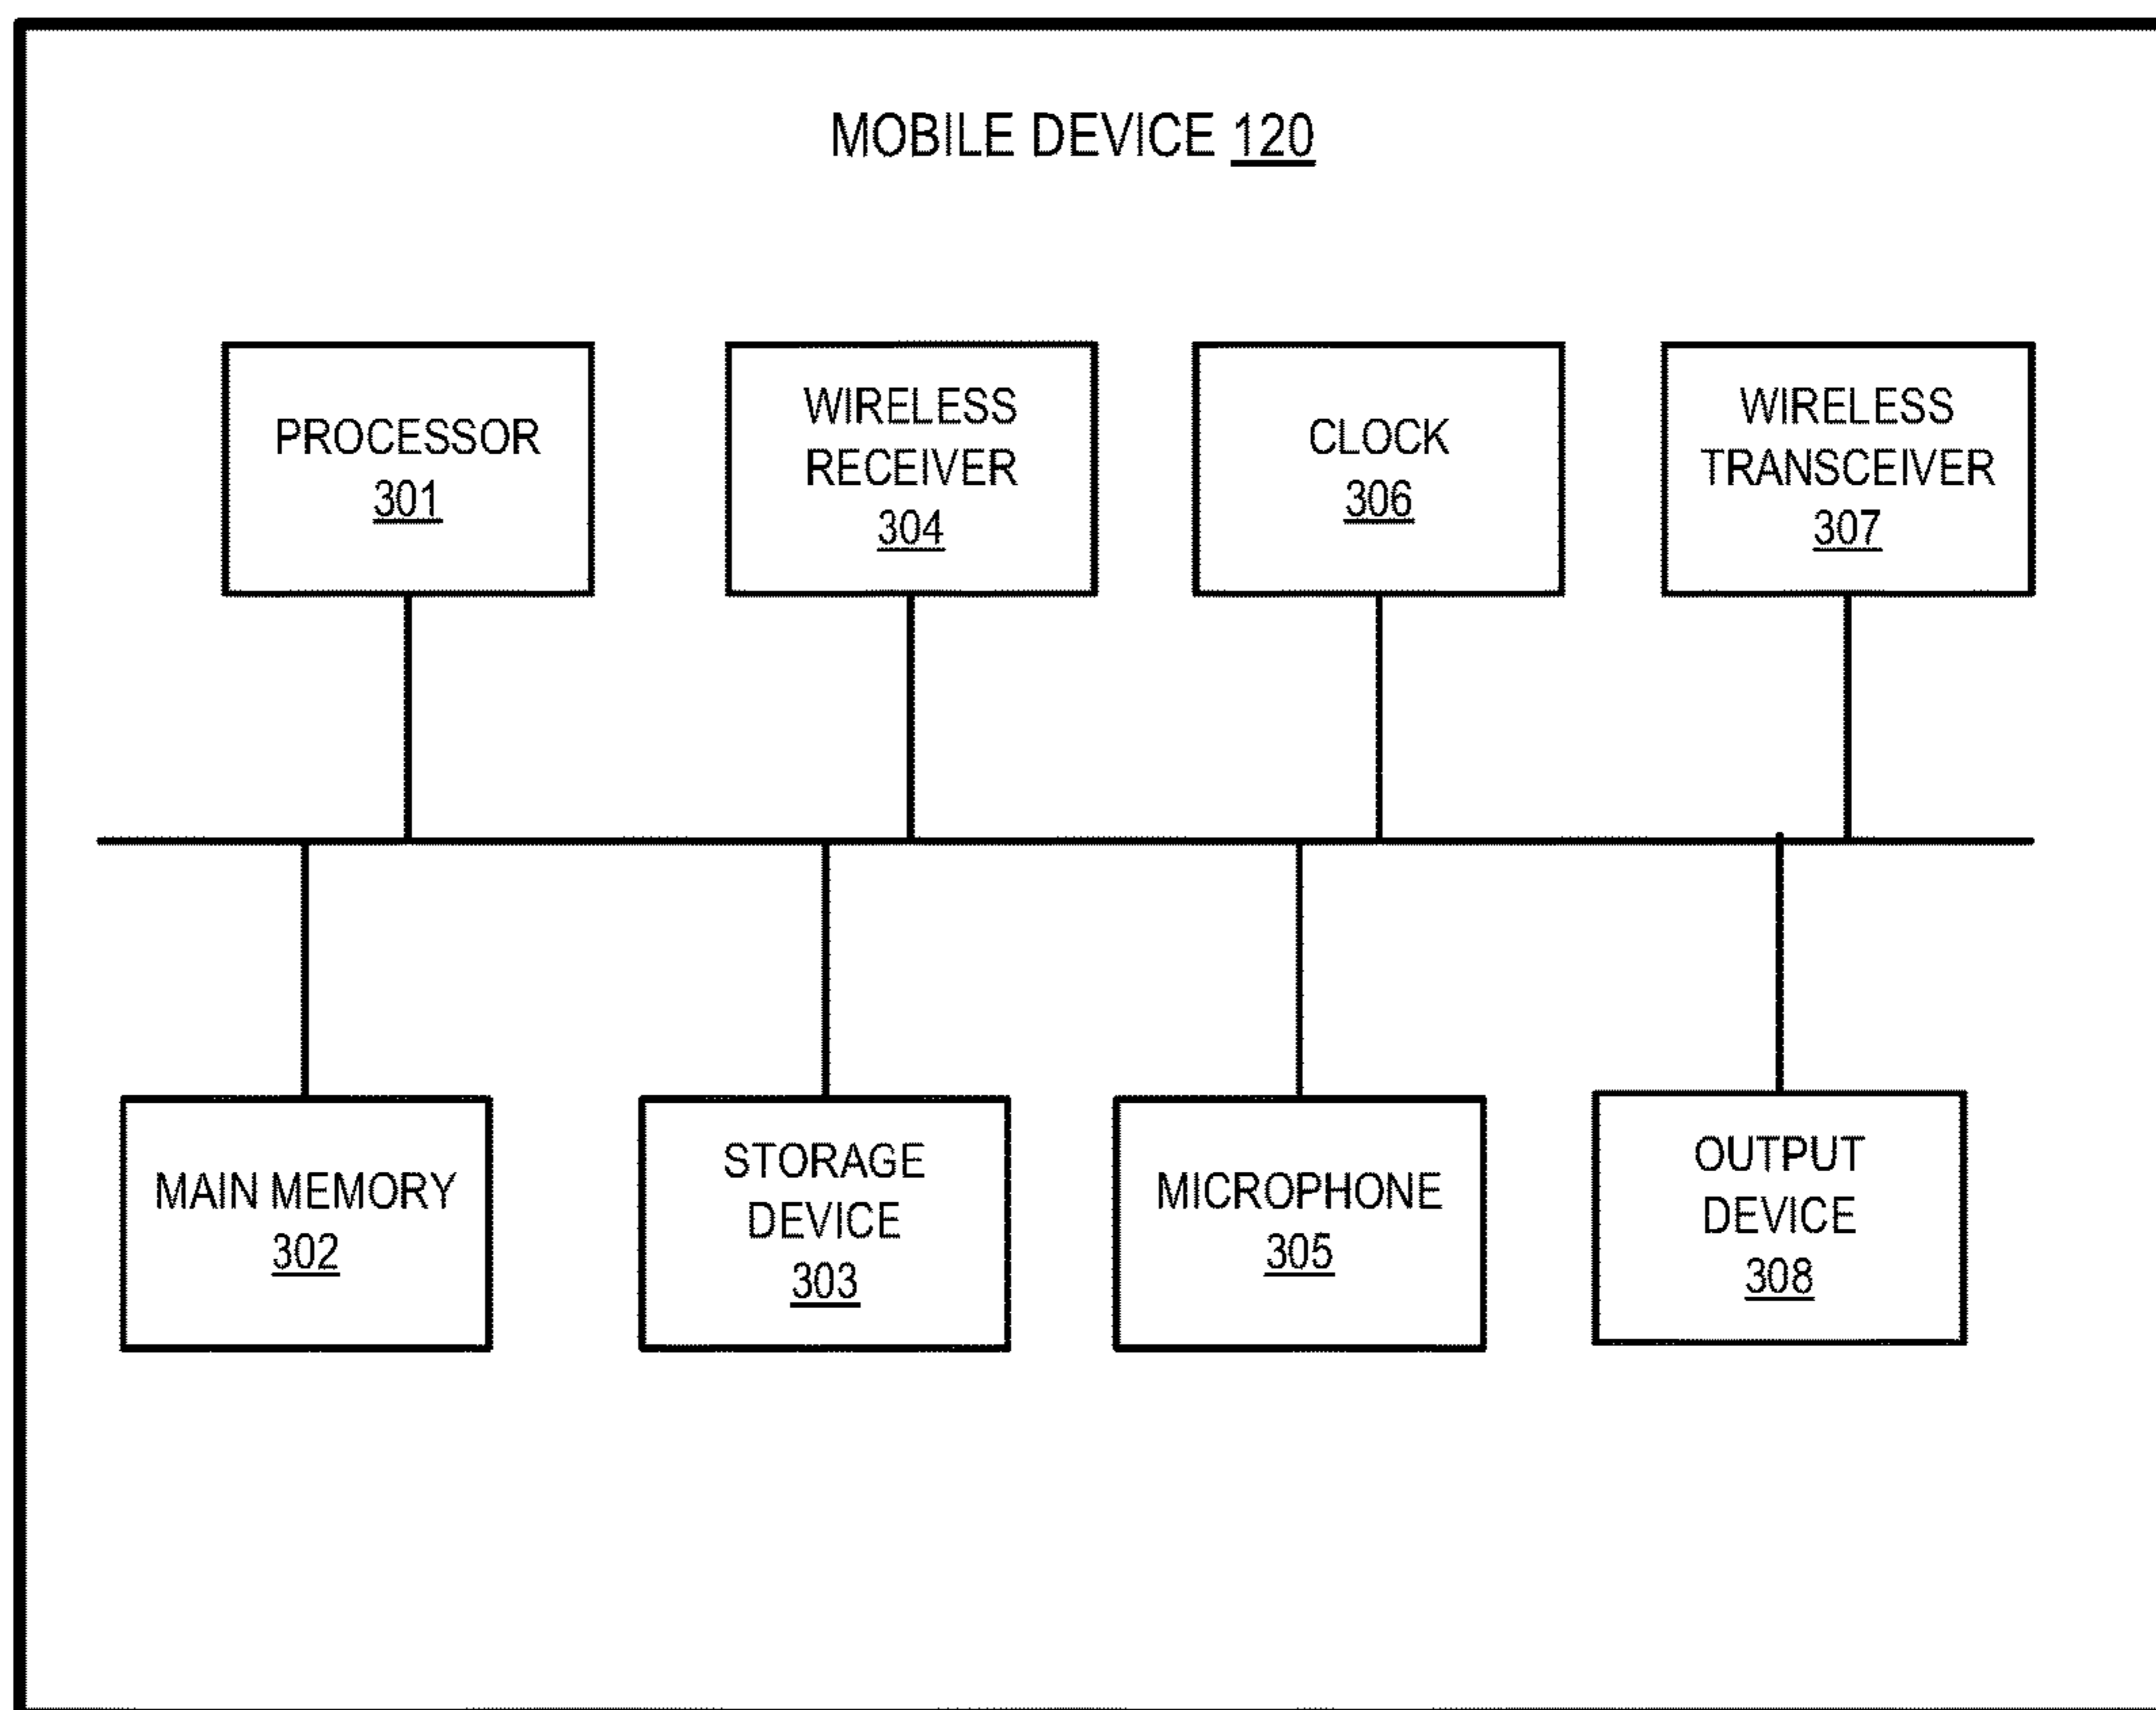 MOBILE DEVICE 120
PROCESSOR
301
WIRELESS
RECEIVER
304
CLOCK
306
WIRELESS
TRANSCEIVER
307
MAIN MEMORY
302
STORAGE
DEVICE
303
MICROPHONE
305
OUTPUT
DEVICE
308